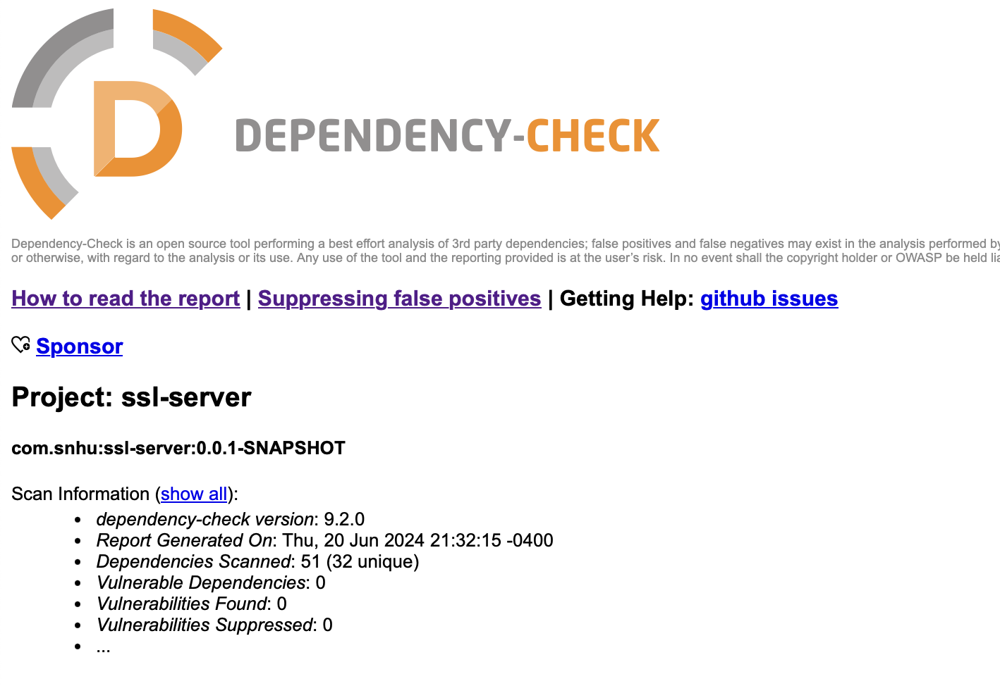 D
DEPENDENCY-CHECK
Dependency-Check is an open source tool performing a best effort analysis of 3rd party dependencies; false positives and false negatives may exist in the analysis performed by
or otherwise, with regard to the analysis or its use. Any use of the tool and the reporting provided is at the user’s risk. In no event shall the copyright holder or OWASP be held
How to read the report | Suppressing false positives | Getting Help: github issues
Sponsor
Project: ssl-server
com.snhu:ssl-server:0.0.1-SNAPSHOT
Scan Information (show all):
• dependency-check version: 9.2.0
• Report Generated On: Thu, 20 Jun 2024 21:32:15 -0400
• Dependencies Scanned: 51 (32 unique)
• Vulnerable Dependencies: 0
• Vulnerabilities Found: 0
• Vulnerabilities Suppressed: 0
• ...